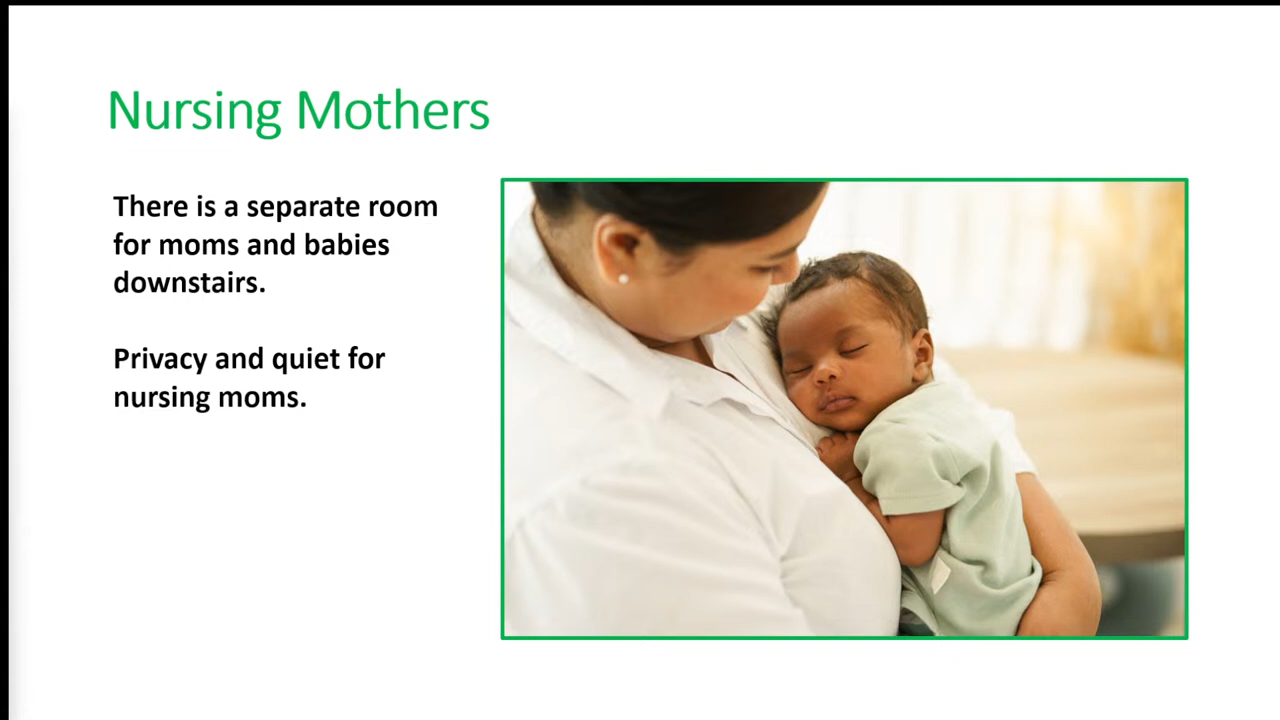 Nursing Mothers
There is a separate room
for moms and babies
downstairs.
Privacy and quiet for
nursing moms.